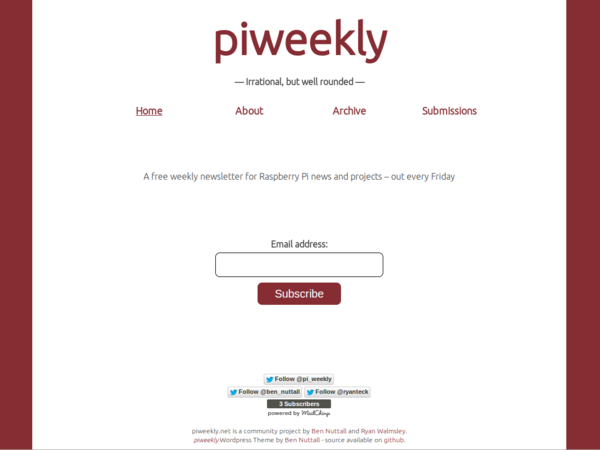 piweekly
— Irrational, but well rounded —
Home About Archive Submissions
A free weekly newsletter for Raspberry Pi news and projects – out every Friday
Email address:
Subscribe
Follow @pi_weekly
Follow @ben_nuttall Follow @ryanteck
3 Subscribers
powered by MailChimp
piweekly.net is a community project by Ben Nuttall and Ryan Walmsley.
piweekly Wordpress Theme by Ben Nuttall - source available on github.